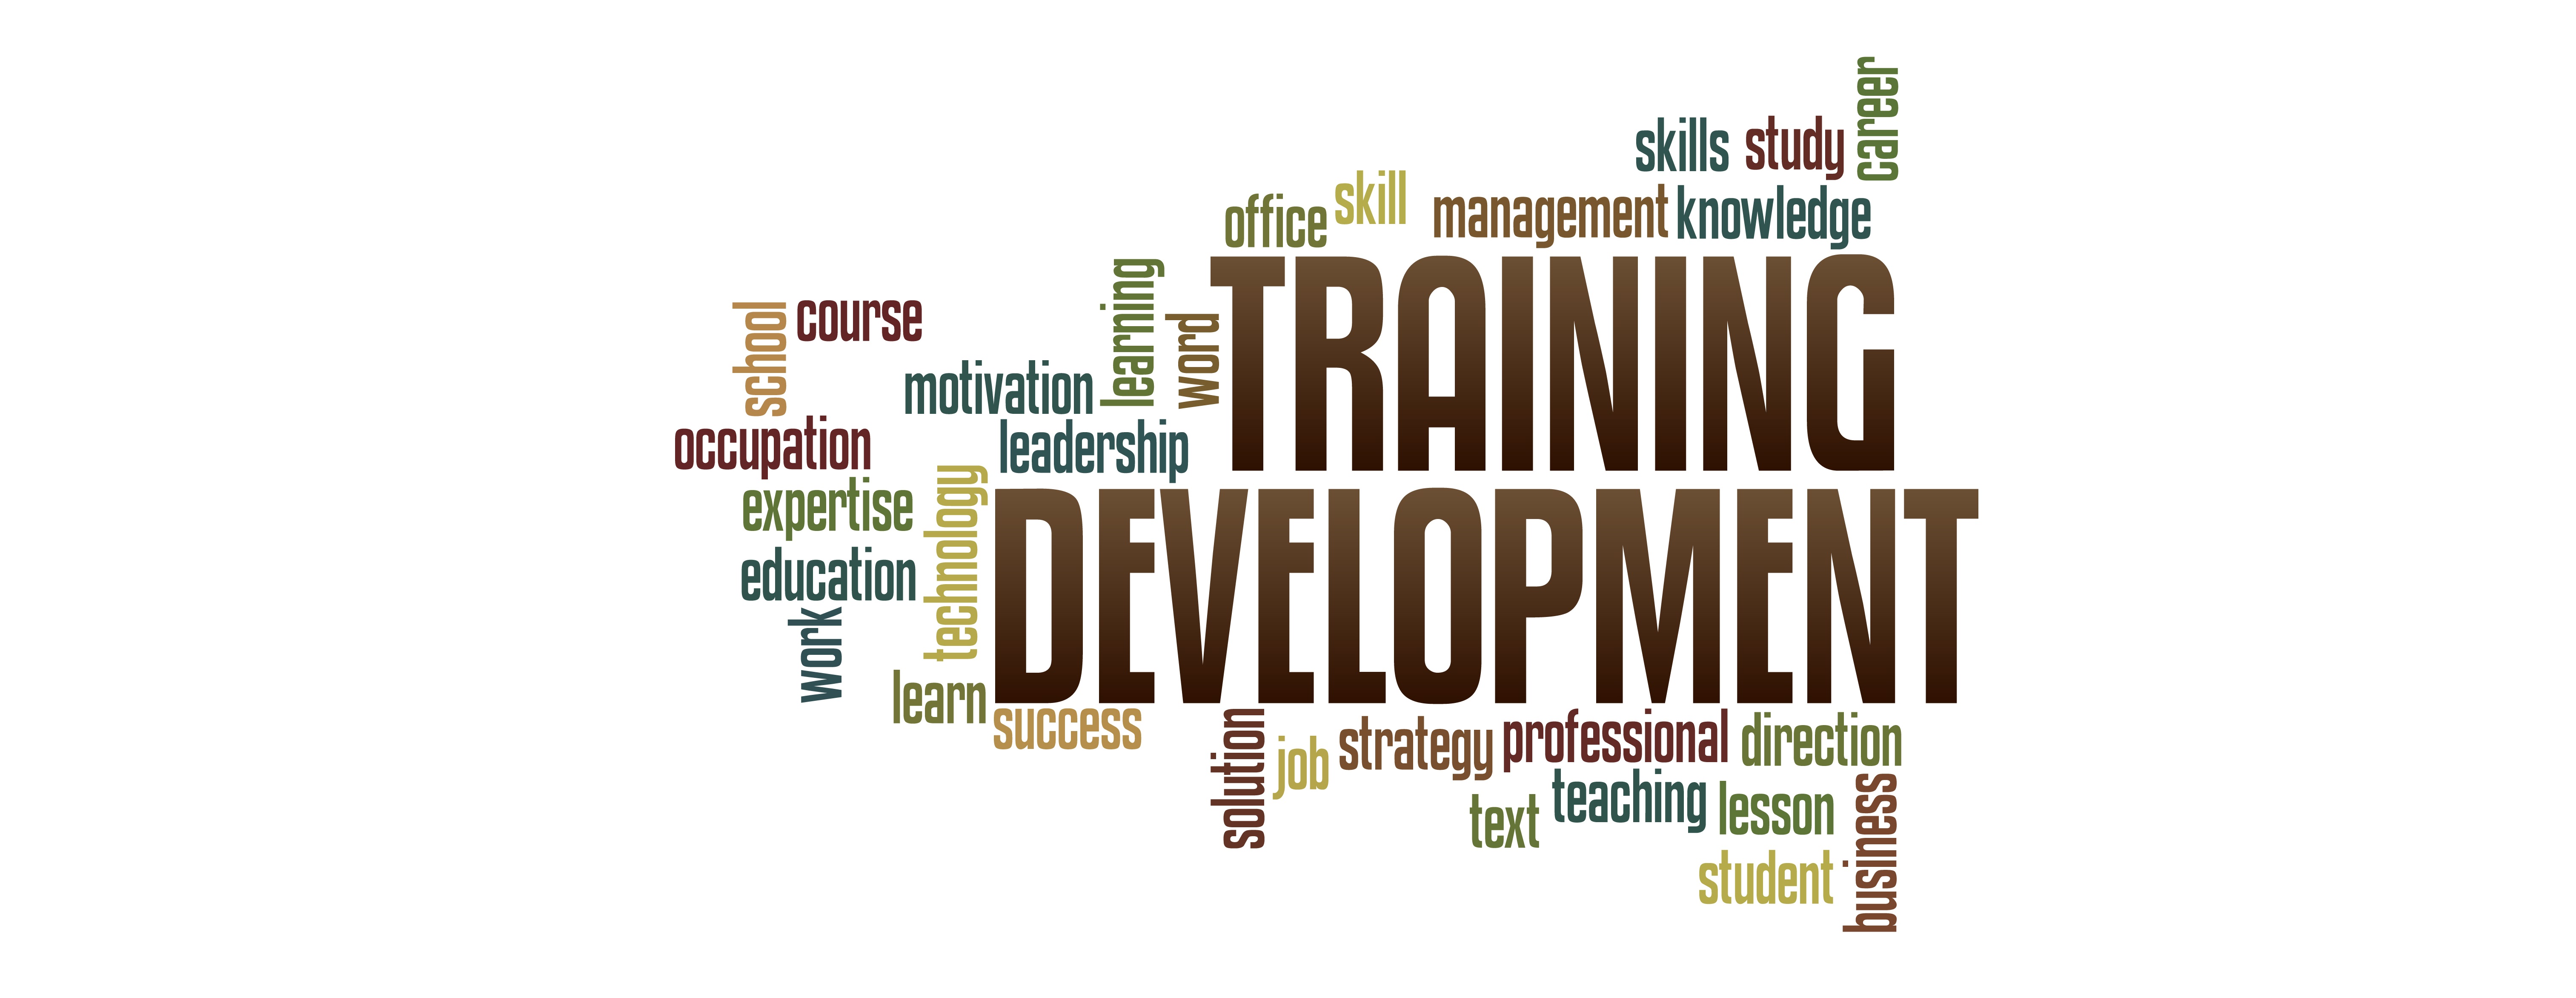 career
skills study
skill management knowledge
office
TRAINING
learning
word
school
course
motivation
leadership
occupation
expertise
technology
education
DEVELOPMENT
work
learn
success
solution
job
strategy
professional
direction
teaching
text
lesson
business
student